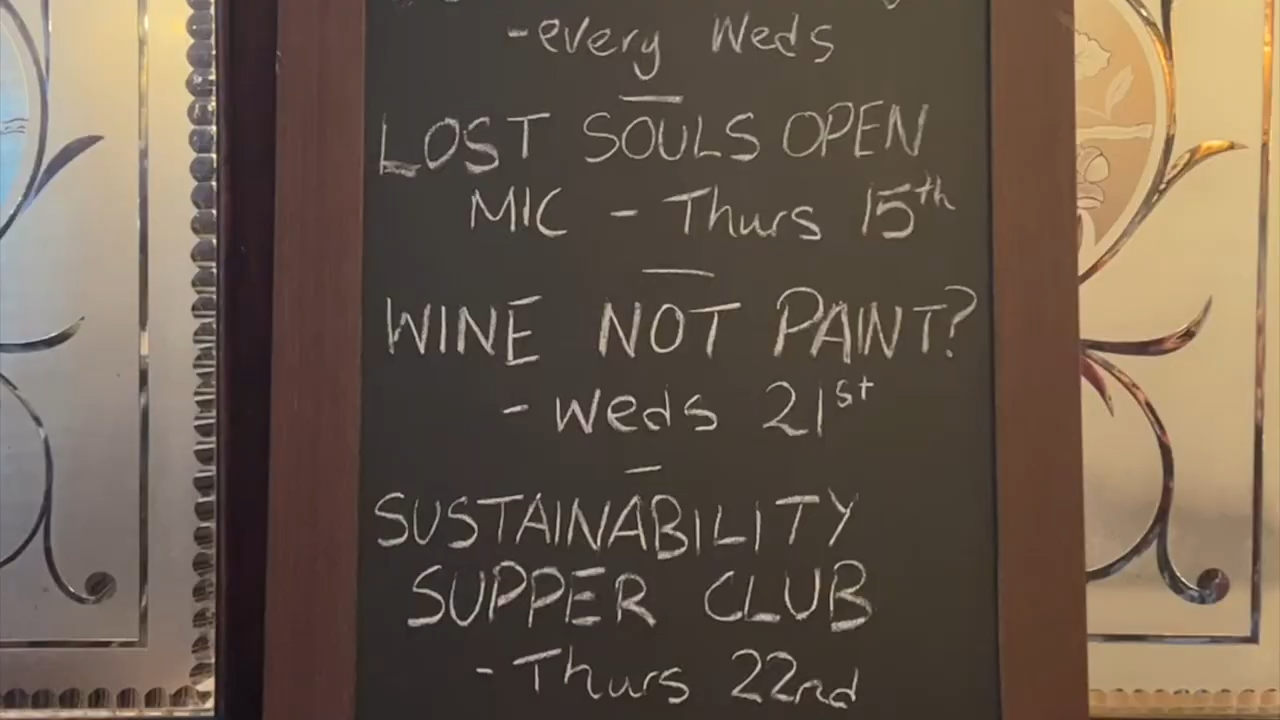 -every Weds
LOST SOULS OPEN
MIC - Thurs 15th
WINE NOT PAINT?
- Weds 21st
SUSTAINABILITY
SUPPER CLUB
- Thurs 22nd